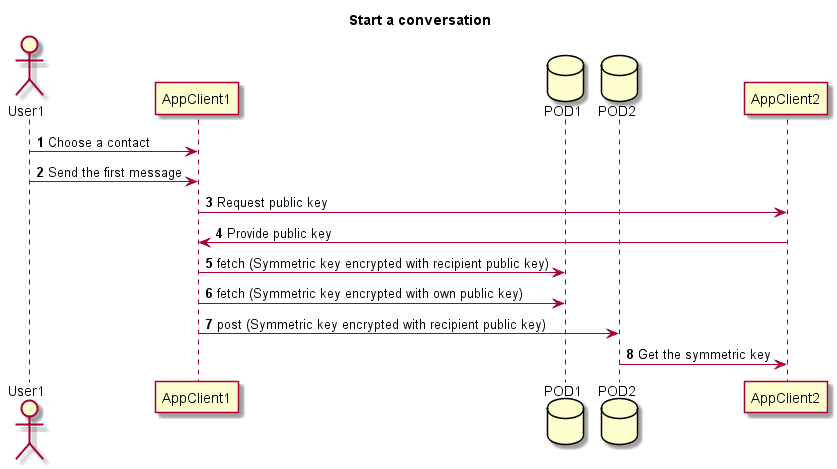 Start a conversation
User1
AppClient1
POD1
POD2
AppClient2
1 Choose a contact
2 Send the first message
3 Request public key
4 Provide public key
5 fetch (Symmetric key encrypted with recipient public key)
6 fetch (Symmetric key encrypted with own public key)
7 post (Symmetric key encrypted with recipient public key)
8 Get the symmetric key
User1
AppClient1
POD1
POD2
AppClient2